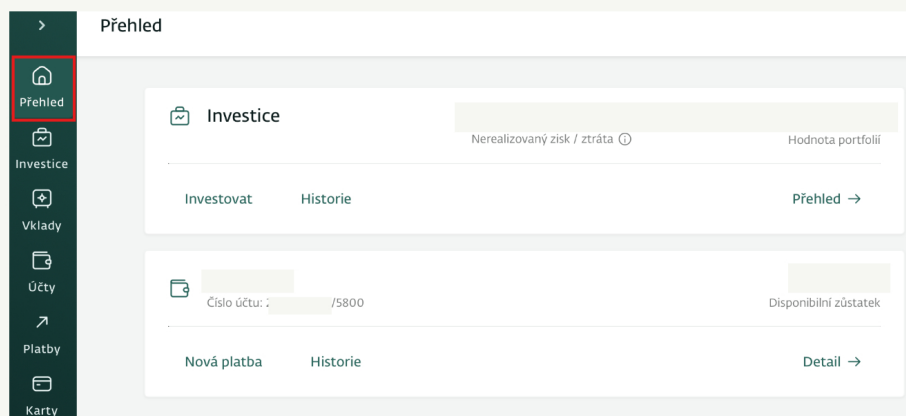 Přehled
Přehled
Investice
Vklady
Účty
Platby
Karty
Investice
Nerealizovaný zisk / ztráta
Hodnota portfolií
Investovat Historie Přehled →
Číslo účtu: /5800
Disponibilní zůstatek
Nová platba Historie Detail →